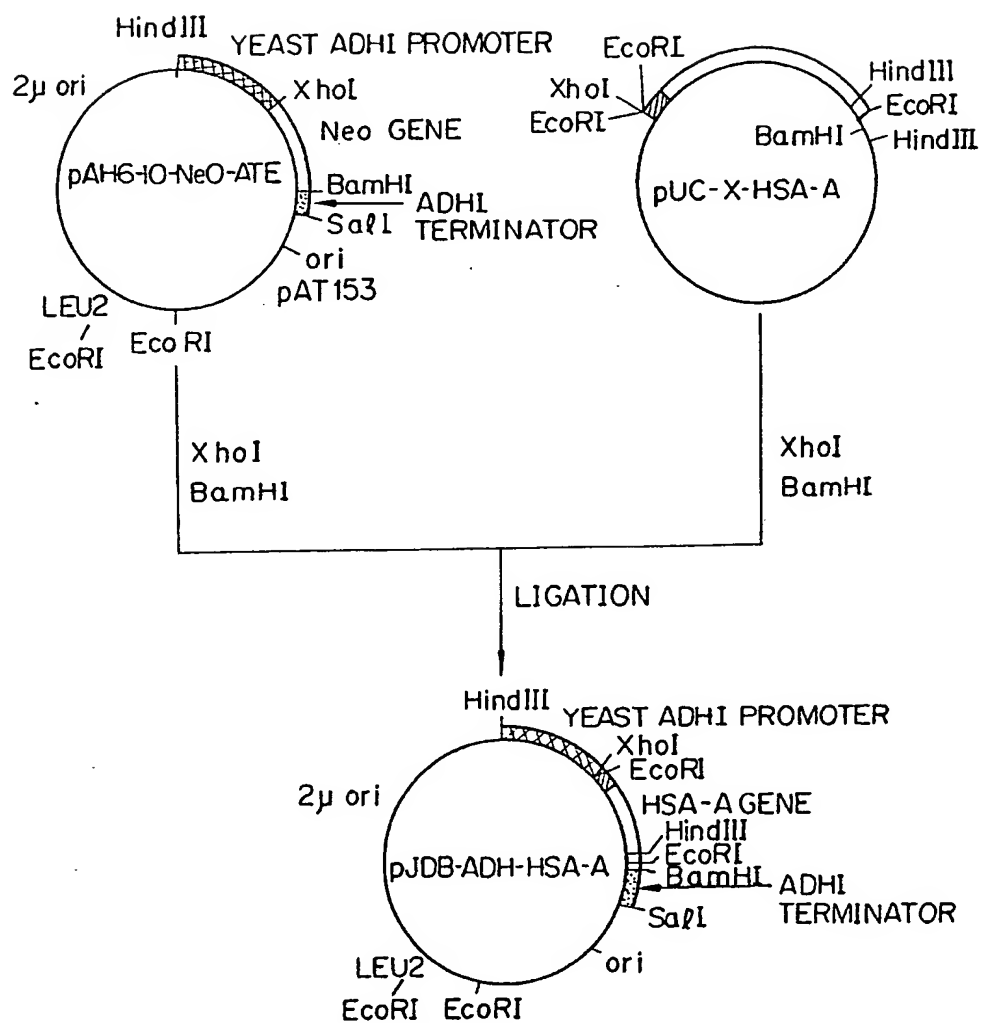 HindIII
YEAST ADHI PROMOTER
2µ ori
XhoI
Neo GENE
pAH6-10-NeO-ATE
BamHI
ADHI
TERMINATOR
SalI
ori
pAT153
LEU2
EcoRI
EcoRI
EcoRI
XhoI
EcoRI
HindIII
EcoRI
BamHI
HindIII
pUC-X-HSA-A
XhoI
BamHI
XhoI
BamHI
LIGATION
HindIII
YEAST ADHI PROMOTER
XhoI
EcoRI
2µ ori
HSA-A GENE
HindIII
EcoRI
BamHI
pJDB-ADH-HSA-A
ADHI
TERMINATOR
SalI
ori
LEU2
EcoRI
EcoRI